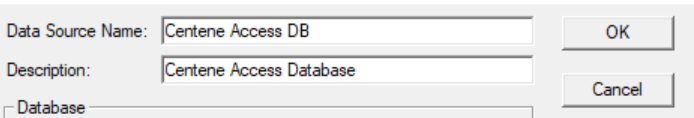 Data Source Name: Centene Access DB OK
Description: Centene Access Database
Cancel
Database